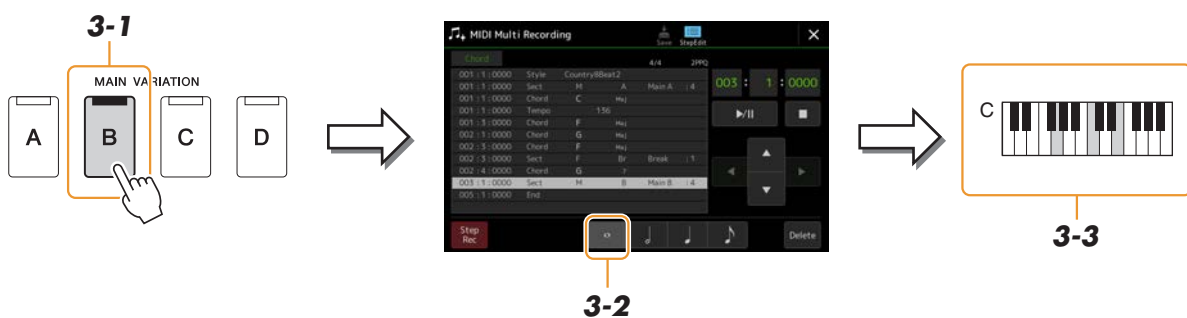 3-1
MAIN VARIATION
A B C D
MIDI Multi Recording
Save StepEdit
Chord 4/4 2PPQ
001 : 1 : 0000 Style Country8Beat2
001 : 1 : 0000 Sect M A Main A : 4
001 : 1 : 0000 Chord C Maj
001 : 1 : 0000 Tempo 136
001 : 3 : 0000 Chord F Maj
002 : 1 : 0000 Chord G Maj
002 : 3 : 0000 Chord F Maj
002 : 3 : 0000 Sect F Br Break : 1
002 : 4 : 0000 Chord G 7
003 : 1 : 0000 Sect M B Main B : 4
005 : 1 : 0000 End
003 : 1 : 0000
Step
Rec
Delete
3-2
C
3-3